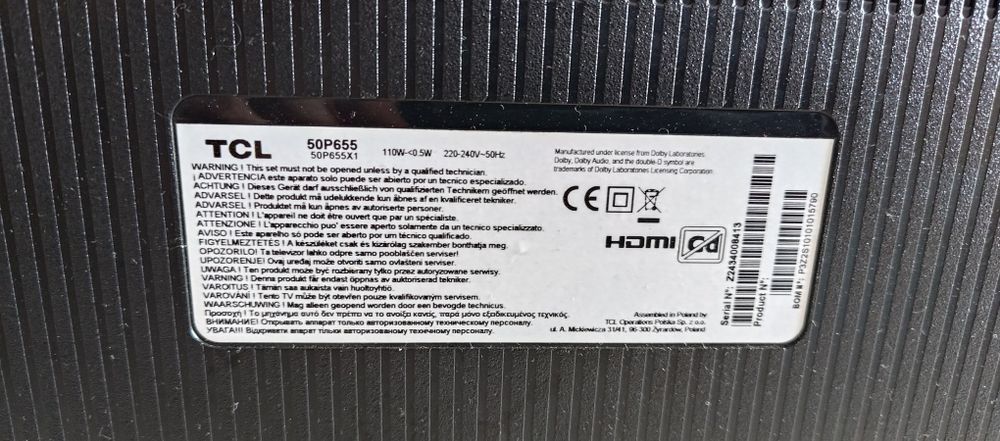 TCL
50P655
50P655X1
110W-<0.5W 220-240V~50Hz
WARNING ! This set must not be opened unless by a qualified technician.
¡ ADVERTENCIA este aparato solo puede ser abierto por un tecnico especializado.
ACHTUNG ! Dieses Gerät darf ausschließlich von qualifizierten Technikern geöffnet werden.
ADVARSEL ! Dette produktet må udelukkende kun åbnes af en kvalificeret tekniker.
ADVARSEL ! Produktet må kun åpnes av autoriserte personer.
ATTENTION ! L'appareil ne doit être ouvert que par un spécialiste.
ATTENZIONE ! L'apparecchio puo' essere aperto solamente da un tecnico specializzato.
AVISO ! Este aparelho só pode ser aberto por um técnico qualificado.
FIGYELMEZTETÉS ! A készüléket csak és kizárólag szakember bonthatja meg.
OPOZORILO! Ta televizor lahko odpre samo pooblaščen serviser!
UPOZORENJE! Ovaj uređaj može otvoriti samo ovlašteni serviser.
UWAGA ! Ten produkt może być rozbierany tylko przez autoryzowane serwisy.
VARNING ! Denna produkt får endast öppnas av auktoriserad tekniker.
VAROITUS ! Tämän saa aukaista vain huoltoyhtiö.
VAROVÁNÍ ! Tento TV může být otevřen pouze kvalifikovaným servisem.
WAARSCHUWING ! Mag alleen geopend worden door een bevoegde technicus.
Προσοχή ! Το μηχάνημα αυτό δεν πρέπει να το ανοίξει κανείς, παρά μόνο εξειδικευμένος τεχνικός.
ВНИМАНИЕ! Открывать аппарат только авторизованному техническому персоналу.
УВАГА!! Відкривати апарат тільки авторизованому технічному персоналу.
Manufactured under license from Dolby Laboratories.
Dolby, Dolby Audio, and the double-D symbol are
trademarks of Dolby Laboratories Licensing Corporation.
CE
HDMI
Assembled in Poland by
TCL Operations Polska Sp. z o.o.
ul. A. Mickiewicza 31/41, 96-300 Żyrardów, Poland
Serial N°: Z2434008413
Product N°:
BOM N°: P3Z2S10101015790